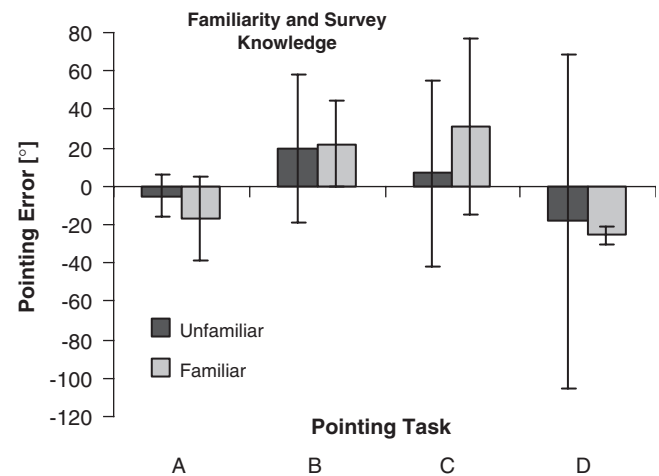 Familiarity and Survey
Knowledge
80
60
40
20
0
-20
-40
-60
-80
-100
-120
Pointing Error [°]
Unfamiliar
Familiar
Pointing Task
A B C D